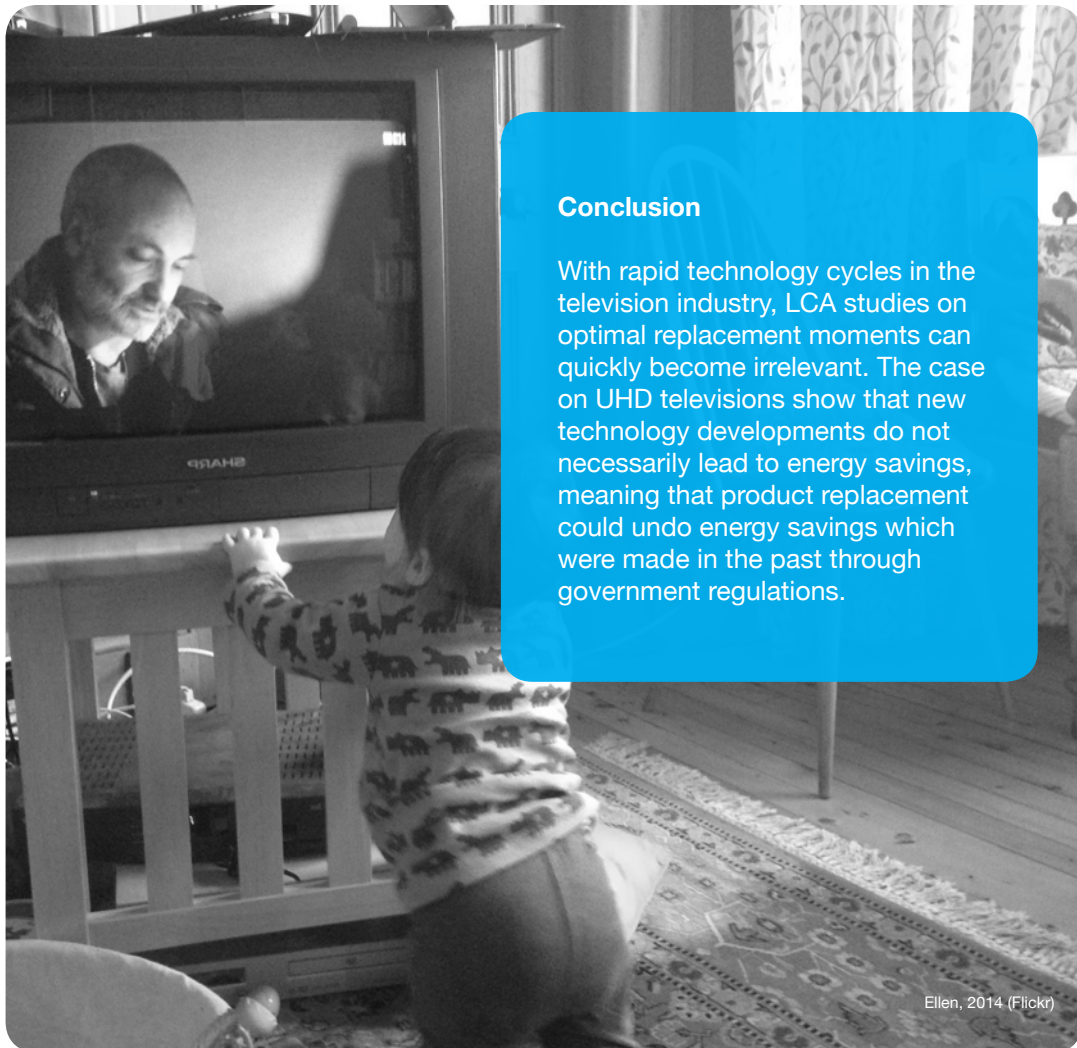 SHARP
Conclusion
With rapid technology cycles in the
television industry, LCA studies on
optimal replacement moments can
quickly become irrelevant. The case
on UHD televisions show that new
technology developments do not
necessarily lead to energy savings,
meaning that product replacement
could undo energy savings which
were made in the past through
government regulations.
Ellen, 2014 (Flickr)